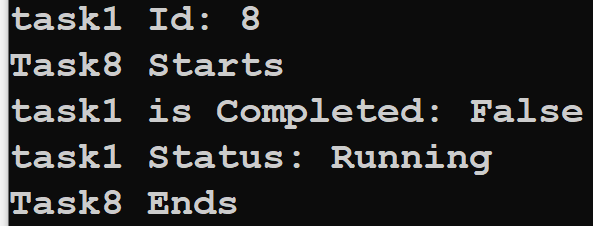 task1 Id: 8
Task8 Starts
task1 is Completed: False
task1 Status: Running
Task8 Ends